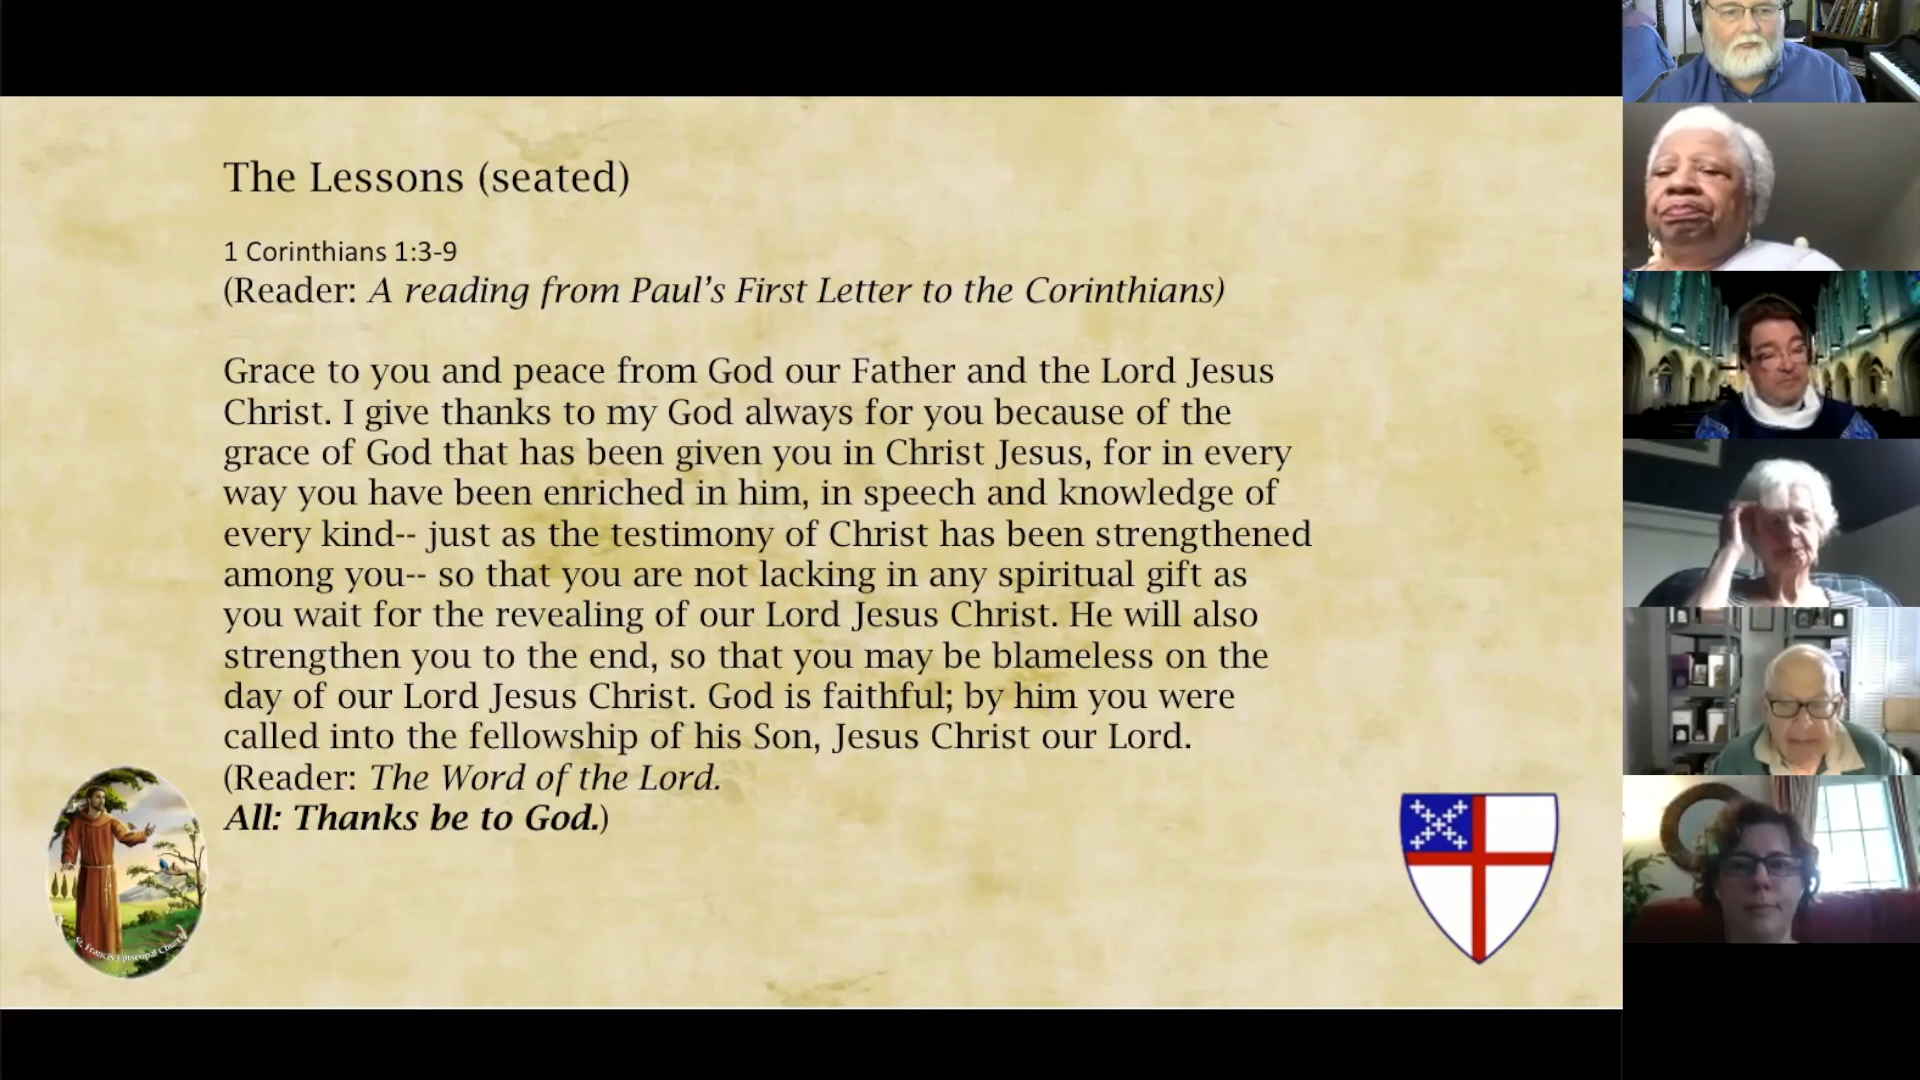 The Lessons (seated)
1 Corinthians 1:3-9
(Reader: A reading from Paul’s First Letter to the Corinthians)
Grace to you and peace from God our Father and the Lord Jesus
Christ. I give thanks to my God always for you because of the
grace of God that has been given you in Christ Jesus, for in every
way you have been enriched in him, in speech and knowledge of
every kind-- just as the testimony of Christ has been strengthened
among you-- so that you are not lacking in any spiritual gift as
you wait for the revealing of our Lord Jesus Christ. He will also
strengthen you to the end, so that you may be blameless on the
day of our Lord Jesus Christ. God is faithful; by him you were
called into the fellowship of his Son, Jesus Christ our Lord.
(Reader: The Word of the Lord.
All: Thanks be to God.)
St. Francis Episcopal Church